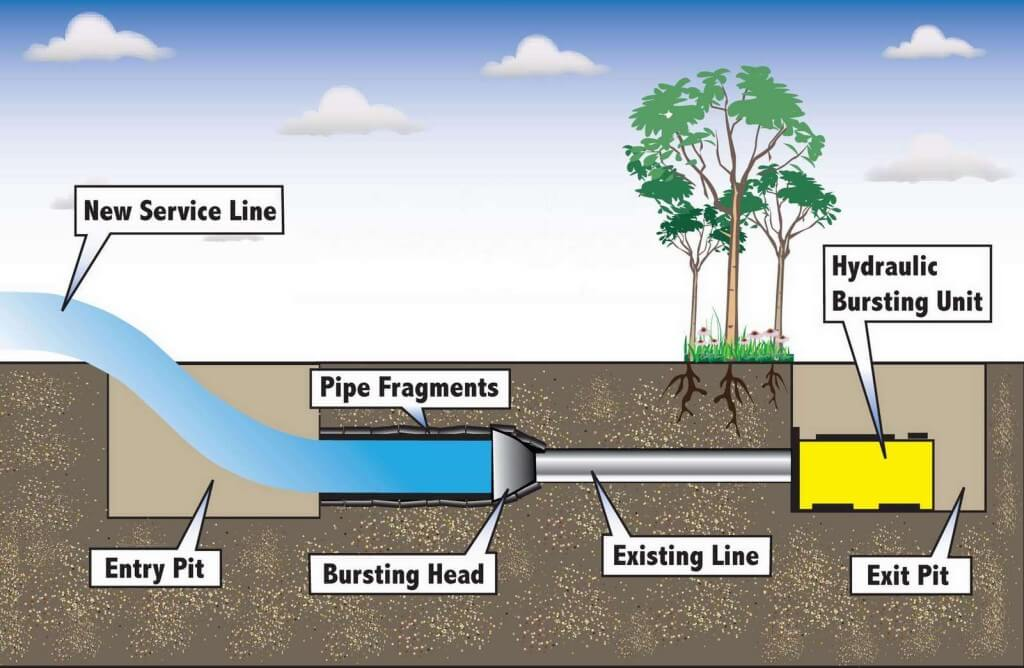 New Service Line
Hydraulic
Bursting Unit
Pipe Fragments
Entry Pit
Bursting Head
Existing Line
Exit Pit